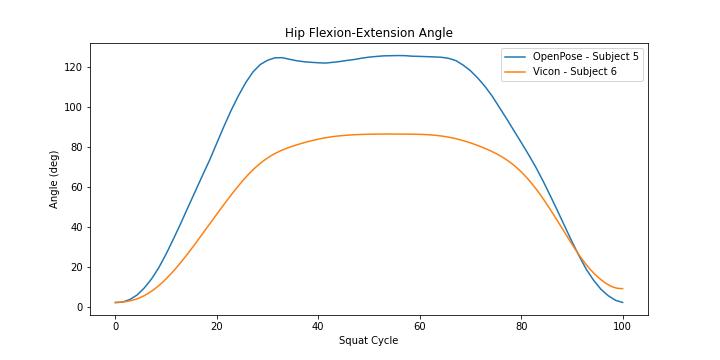 Hip Flexion-Extension Angle
OpenPose - Subject 5
Vicon - Subject 6
Angle (deg)
120
100
80
60
40
20
0
0 20 40 60 80 100
Squat Cycle